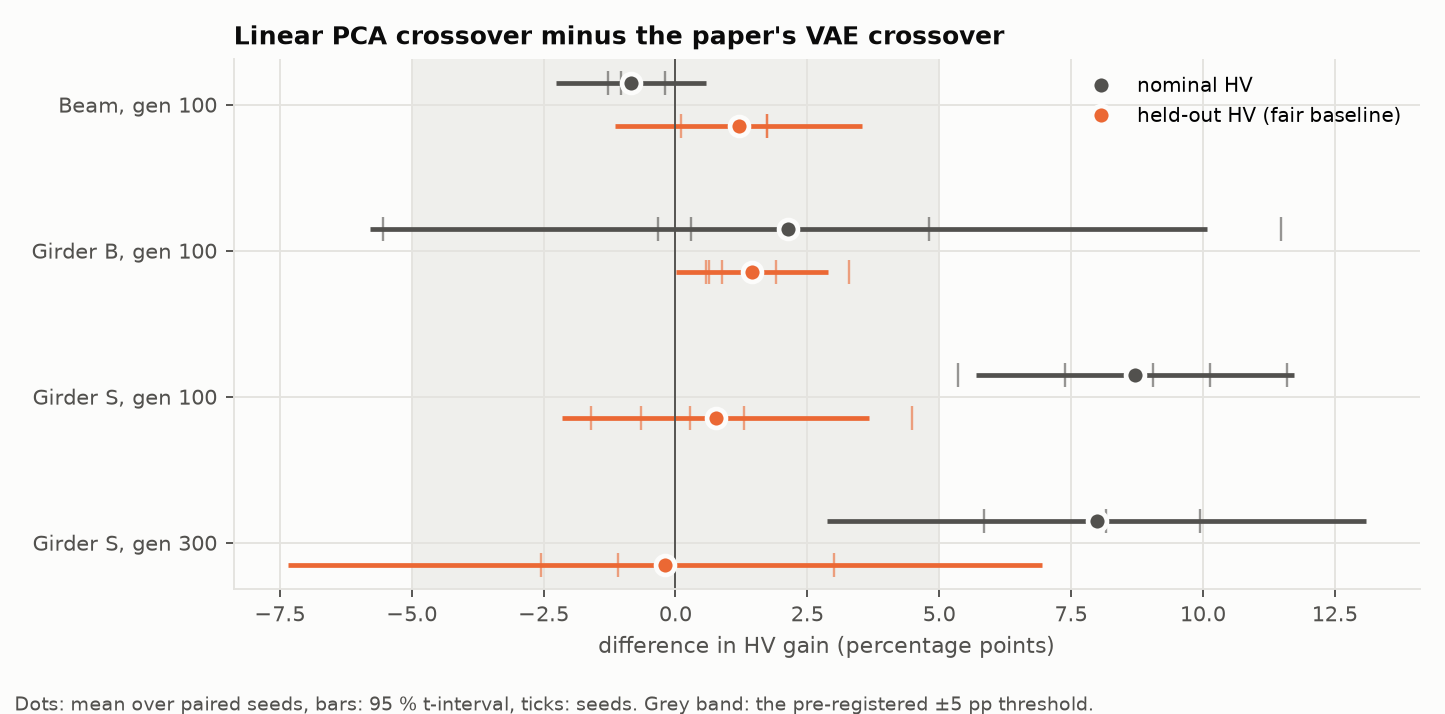 Linear PCA crossover minus the paper's VAE crossover
nominal HV
held-out HV (fair baseline)
Beam, gen 100
Girder B, gen 100
Girder S, gen 100
Girder S, gen 300
−7.5 −5.0 −2.5 0.0 2.5 5.0 7.5 10.0 12.5
difference in HV gain (percentage points)
Dots: mean over paired seeds, bars: 95 % t-interval, ticks: seeds. Grey band: the pre-registered ±5 pp threshold.